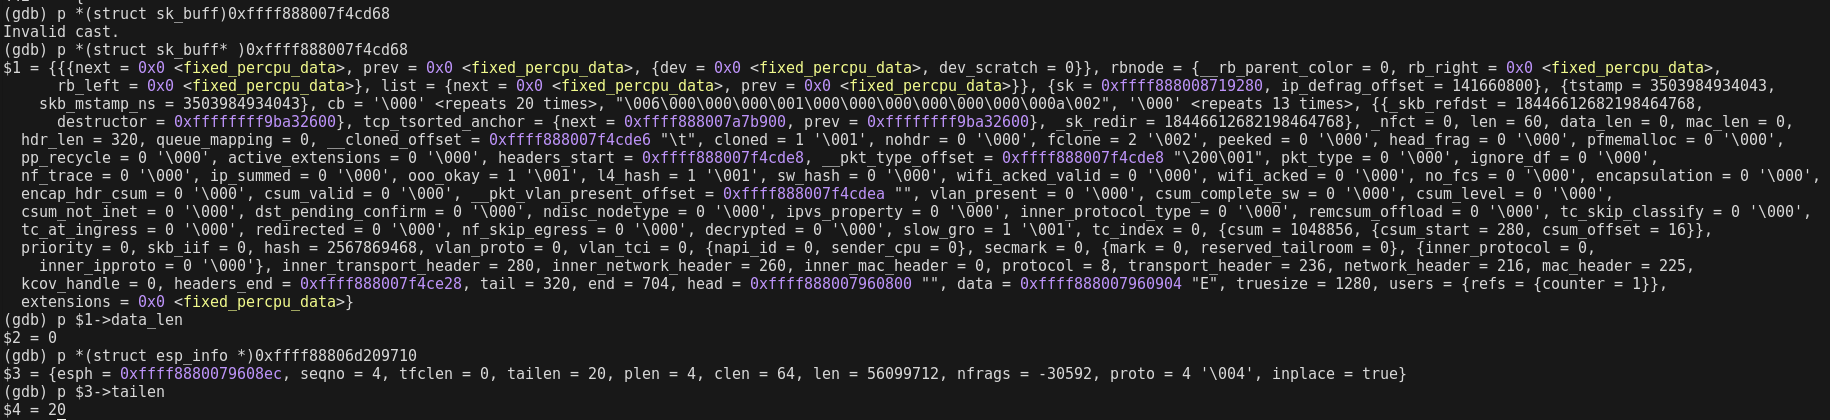 (gdb) p *(struct sk_buff)0xffff888007f4cd68
Invalid cast.
(gdb) p *(struct sk_buff* )0xffff888007f4cd68
$1 = {{{next = 0x0 <fixed_percpu_data>, prev = 0x0 <fixed_percpu_data>, {dev = 0x0 <fixed_percpu_data>, dev_scratch = 0}}, rbnode = {__rb_parent_color = 0, rb_right = 0x0 <fixed_percpu_data>,
rb_left = 0x0 <fixed_percpu_data>}, list = {next = 0x0 <fixed_percpu_data>, prev = 0x0 <fixed_percpu_data>}}, {sk = 0xffff888008719280, ip_defrag_offset = 141660800}, {tstamp = 3503984934043,
skb_mstamp_ns = 3503984934043}, cb = '\000' <repeats 20 times>, "\006\000\000\000\001\000\000\000\000\000\000\000\000a\002", '\000' <repeats 13 times>, {{_skb_refdst = 18446612682198464768,
destructor = 0xffffffff9ba32600}, tcp_tsorted_anchor = {next = 0xffff888007a7b900, prev = 0xffffffff9ba32600}, _sk_redir = 18446612682198464768}, _nfct = 0, len = 60, data_len = 0, mac_len = 0,
hdr_len = 320, queue_mapping = 0, __cloned_offset = 0xffff888007f4cde6 "\t", cloned = 1 '\001', nohdr = 0 '\000', fclone = 2 '\002', peeked = 0 '\000', head_frag = 0 '\000', pfmemalloc = 0 '\000',
pp_recycle = 0 '\000', active_extensions = 0 '\000', headers_start = 0xffff888007f4cde8, __pkt_type_offset = 0xffff888007f4cde8 "\200\001", pkt_type = 0 '\000', ignore_df = 0 '\000',
nf_trace = 0 '\000', ip_summed = 0 '\000', ooo_okay = 1 '\001', l4_hash = 1 '\001', sw_hash = 0 '\000', wifi_acked_valid = 0 '\000', wifi_acked = 0 '\000', no_fcs = 0 '\000', encapsulation = 0 '\000',
encap_hdr_csum = 0 '\000', csum_valid = 0 '\000', __pkt_vlan_present_offset = 0xffff888007f4cdea "", vlan_present = 0 '\000', csum_complete_sw = 0 '\000', csum_level = 0 '\000',
csum_not_inet = 0 '\000', dst_pending_confirm = 0 '\000', ndisc_nodetype = 0 '\000', ipvs_property = 0 '\000', inner_protocol_type = 0 '\000', remcsum_offload = 0 '\000', tc_skip_classify = 0 '\000',
tc_at_ingress = 0 '\000', redirected = 0 '\000', nf_skip_egress = 0 '\000', decrypted = 0 '\000', slow_gro = 1 '\001', tc_index = 0, {csum = 1048856, {csum_start = 280, csum_offset = 16}},
priority = 0, skb_iif = 0, hash = 2567869468, vlan_proto = 0, vlan_tci = 0, {napi_id = 0, sender_cpu = 0}, secmark = 0, {mark = 0, reserved_tailroom = 0}, {inner_protocol = 0,
inner_ipproto = 0 '\000'}, inner_transport_header = 280, inner_network_header = 260, inner_mac_header = 0, protocol = 8, transport_header = 236, network_header = 216, mac_header = 225,
kcov_handle = 0, headers_end = 0xffff888007f4ce28, tail = 320, end = 704, head = 0xffff888007960800 "", data = 0xffff888007960904 "E", truesize = 1280, users = {refs = {counter = 1}},
extensions = 0x0 <fixed_percpu_data>}
(gdb) p $1->data_len
$2 = 0
(gdb) p *(struct esp_info *)0xffff88806d209710
$3 = {esph = 0xffff8880079608ec, seqno = 4, tfclen = 0, tailen = 20, plen = 4, clen = 64, len = 56099712, nfrags = -30592, proto = 4 '\004', inplace = true}
(gdb) p $3->tailen
$4 = 20